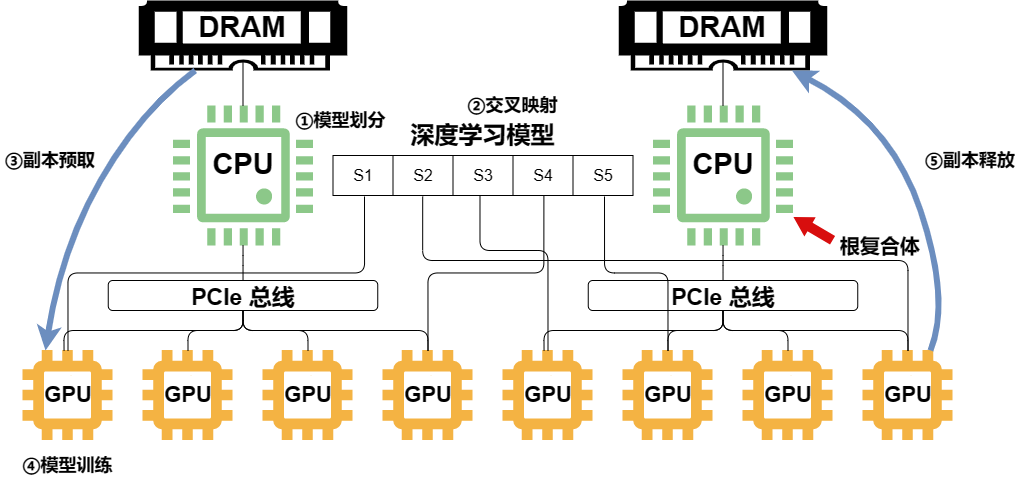 DRAM
DRAM
①模型划分
②交叉映射
深度学习模型
③副本预取
CPU
S1
S2
S3
S4
S5
CPU
⑤副本释放
根复合体
PCIe 总线
PCIe 总线
GPU
GPU
GPU
GPU
GPU
GPU
GPU
GPU
④模型训练